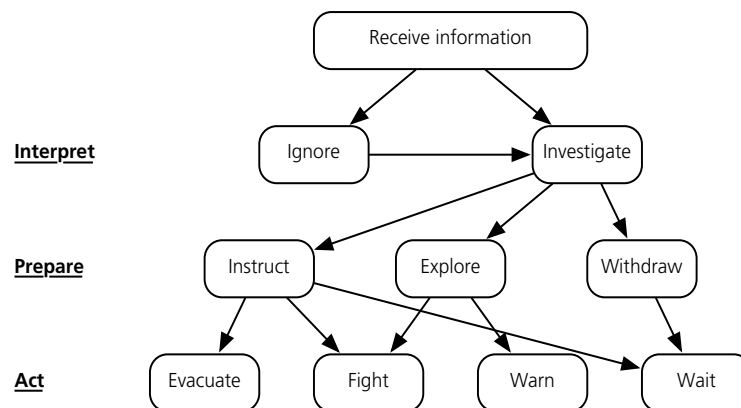 Receive information
Interpret
Ignore
Investigate
Prepare
Instruct
Explore
Withdraw
Act
Evacuate
Fight
Warn
Wait